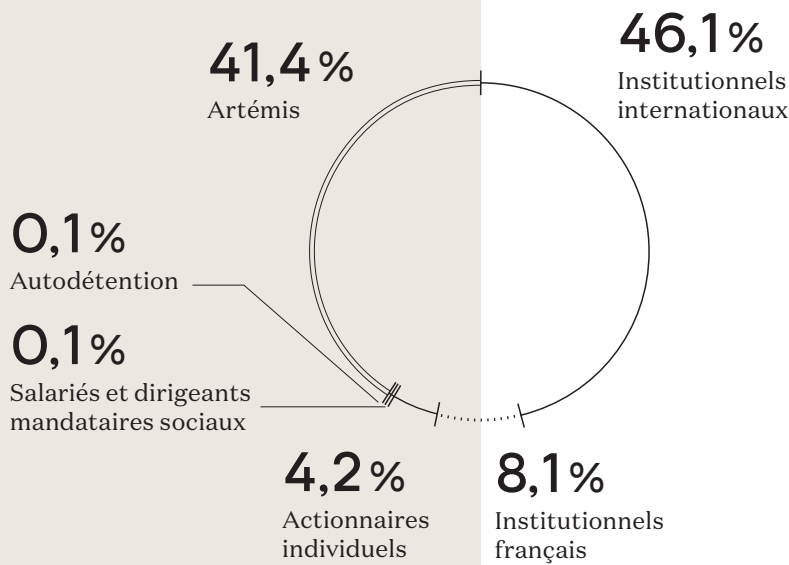 46,1 %
Institutionnels
internationaux
41,4 %
Artémis
0,1 %
Autodétention
0,1 %
Salariés et dirigeants
mandataires sociaux
4,2 %
Actionnaires
individuels
8,1 %
Institutionnels
français